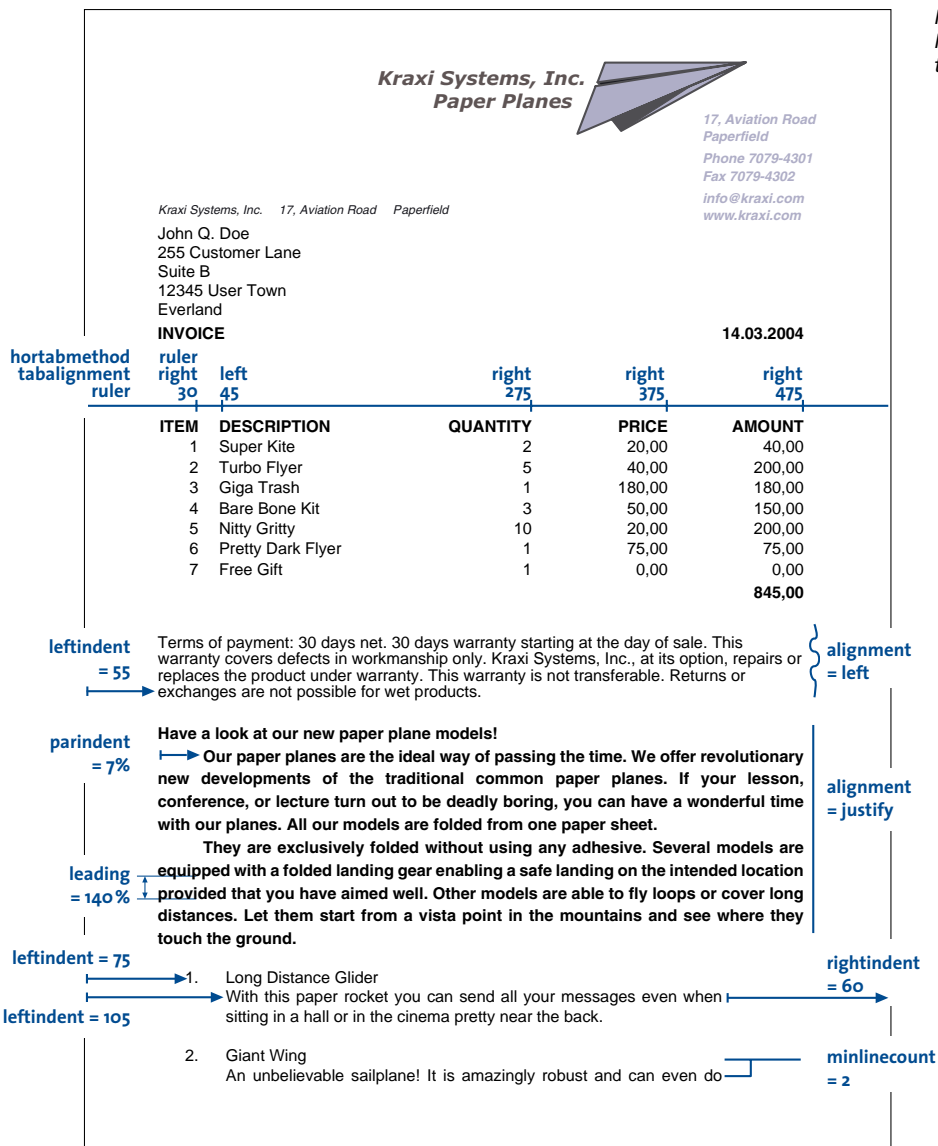 Kraxi Systems, Inc.
Paper Planes
17, Aviation Road
Paperfield
Phone 7079-4301
Fax 7079-4302
info@kraxi.com
www.kraxi.com
Kraxi Systems, Inc. 17, Aviation Road Paperfield
John Q. Doe
255 Customer Lane
Suite B
12345 User Town
Everland
INVOICE 14.03.2004
hortabmethod ruler
tabalignment right left right right right
ruler 30 45 275 375 475
ITEM DESCRIPTION QUANTITY PRICE AMOUNT
1 Super Kite 2 20,00 40,00
2 Turbo Flyer 5 40,00 200,00
3 Giga Trash 1 180,00 180,00
4 Bare Bone Kit 3 50,00 150,00
5 Nitty Gritty 10 20,00 200,00
6 Pretty Dark Flyer 1 75,00 75,00
7 Free Gift 1 0,00 0,00
845,00
leftindent
= 55
Terms of payment: 30 days net. 30 days warranty starting at the day of sale. This
warranty covers defects in workmanship only. Kraxi Systems, Inc., at its option, repairs or
replaces the product under warranty. This warranty is not transferable. Returns or
exchanges are not possible for wet products.
alignment
= left
parindent
= 7%
Have a look at our new paper plane models!
Our paper planes are the ideal way of passing the time. We offer revolutionary
new developments of the traditional common paper planes. If your lesson,
conference, or lecture turn out to be deadly boring, you can have a wonderful time
with our planes. All our models are folded from one paper sheet.
alignment
= justify
They are exclusively folded without using any adhesive. Several models are
equipped with a folded landing gear enabling a safe landing on the intended location
provided that you have aimed well. Other models are able to fly loops or cover long
distances. Let them start from a vista point in the mountains and see where they
touch the ground.
leading
= 140%
leftindent = 75
1. Long Distance Glider
With this paper rocket you can send all your messages even when
sitting in a hall or in the cinema pretty near the back.
rightindent
= 60
leftindent = 105
2. Giant Wing
An unbelievable sailplane! It is amazingly robust and can even do
minlinecount
= 2